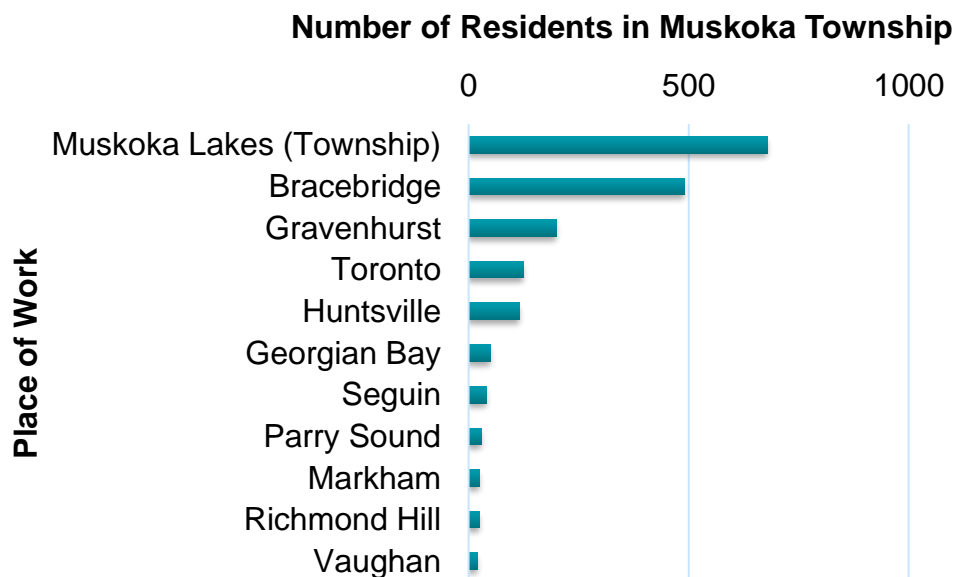 Number of Residents in Muskoka Township
0 500 1000
Place of Work
Muskoka Lakes (Township)
Bracebridge
Gravenhurst
Toronto
Huntsville
Georgian Bay
Seguin
Parry Sound
Markham
Richmond Hill
Vaughan